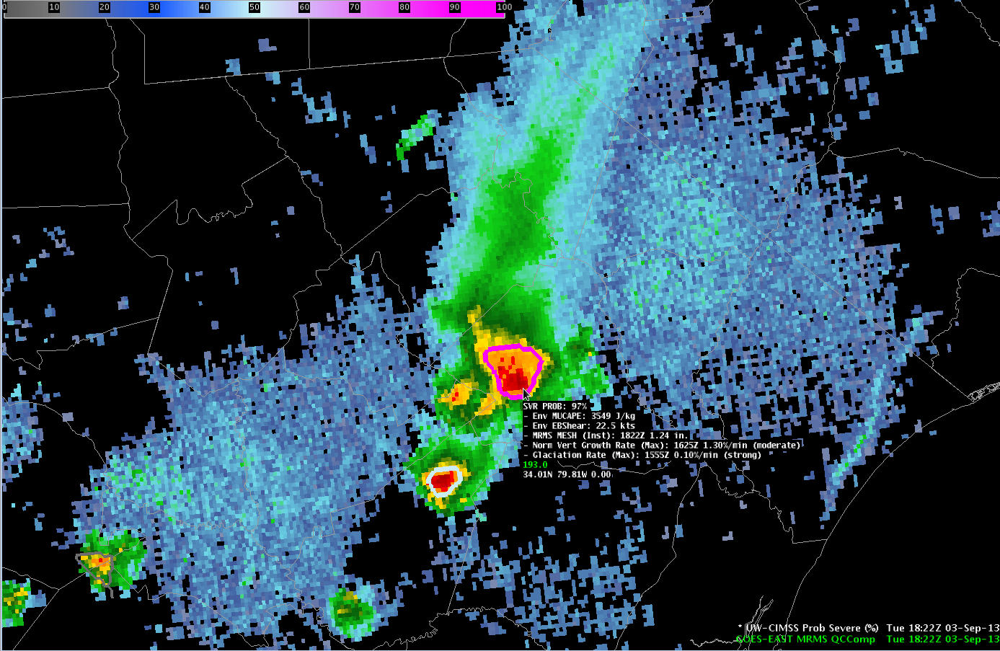 0 10 20 30 40 50 60 70 80 90 100
SVR PROB: 97%
- Env MUCAPE: 3549 J/kg
- Env EBShear: 22.5 kts
- MRMS MESH (Inst): 1822Z 1.24 in.
- Norm Vert Growth Rate (Max): 1625Z 1.30%/min (moderate)
- Glaciation Rate (Max): 1555Z 0.10%/min (strong)
193.0
34.01N 79.81W 0.00
* UW-CIMSS Prob Severe (%) Tue 18:22Z 03-Sep-13
GOES-EAST MRMS QCComp Tue 18:22Z 03-Sep-13